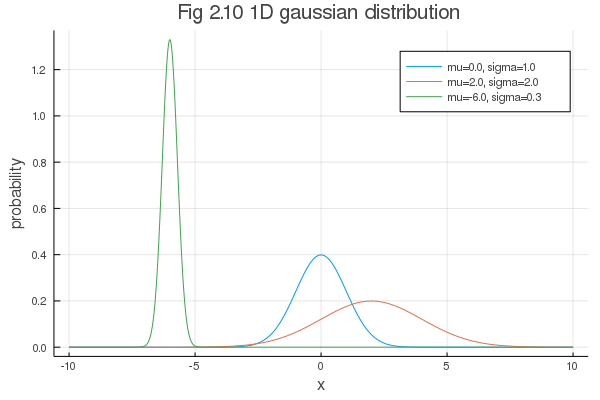 Fig 2.10 1D gaussian distribution
mu=0.0, sigma=1.0
mu=2.0, sigma=2.0
mu=-6.0, sigma=0.3
probability
1.2
1.0
0.8
0.6
0.4
0.2
0.0
-10 -5 0 5 10
x